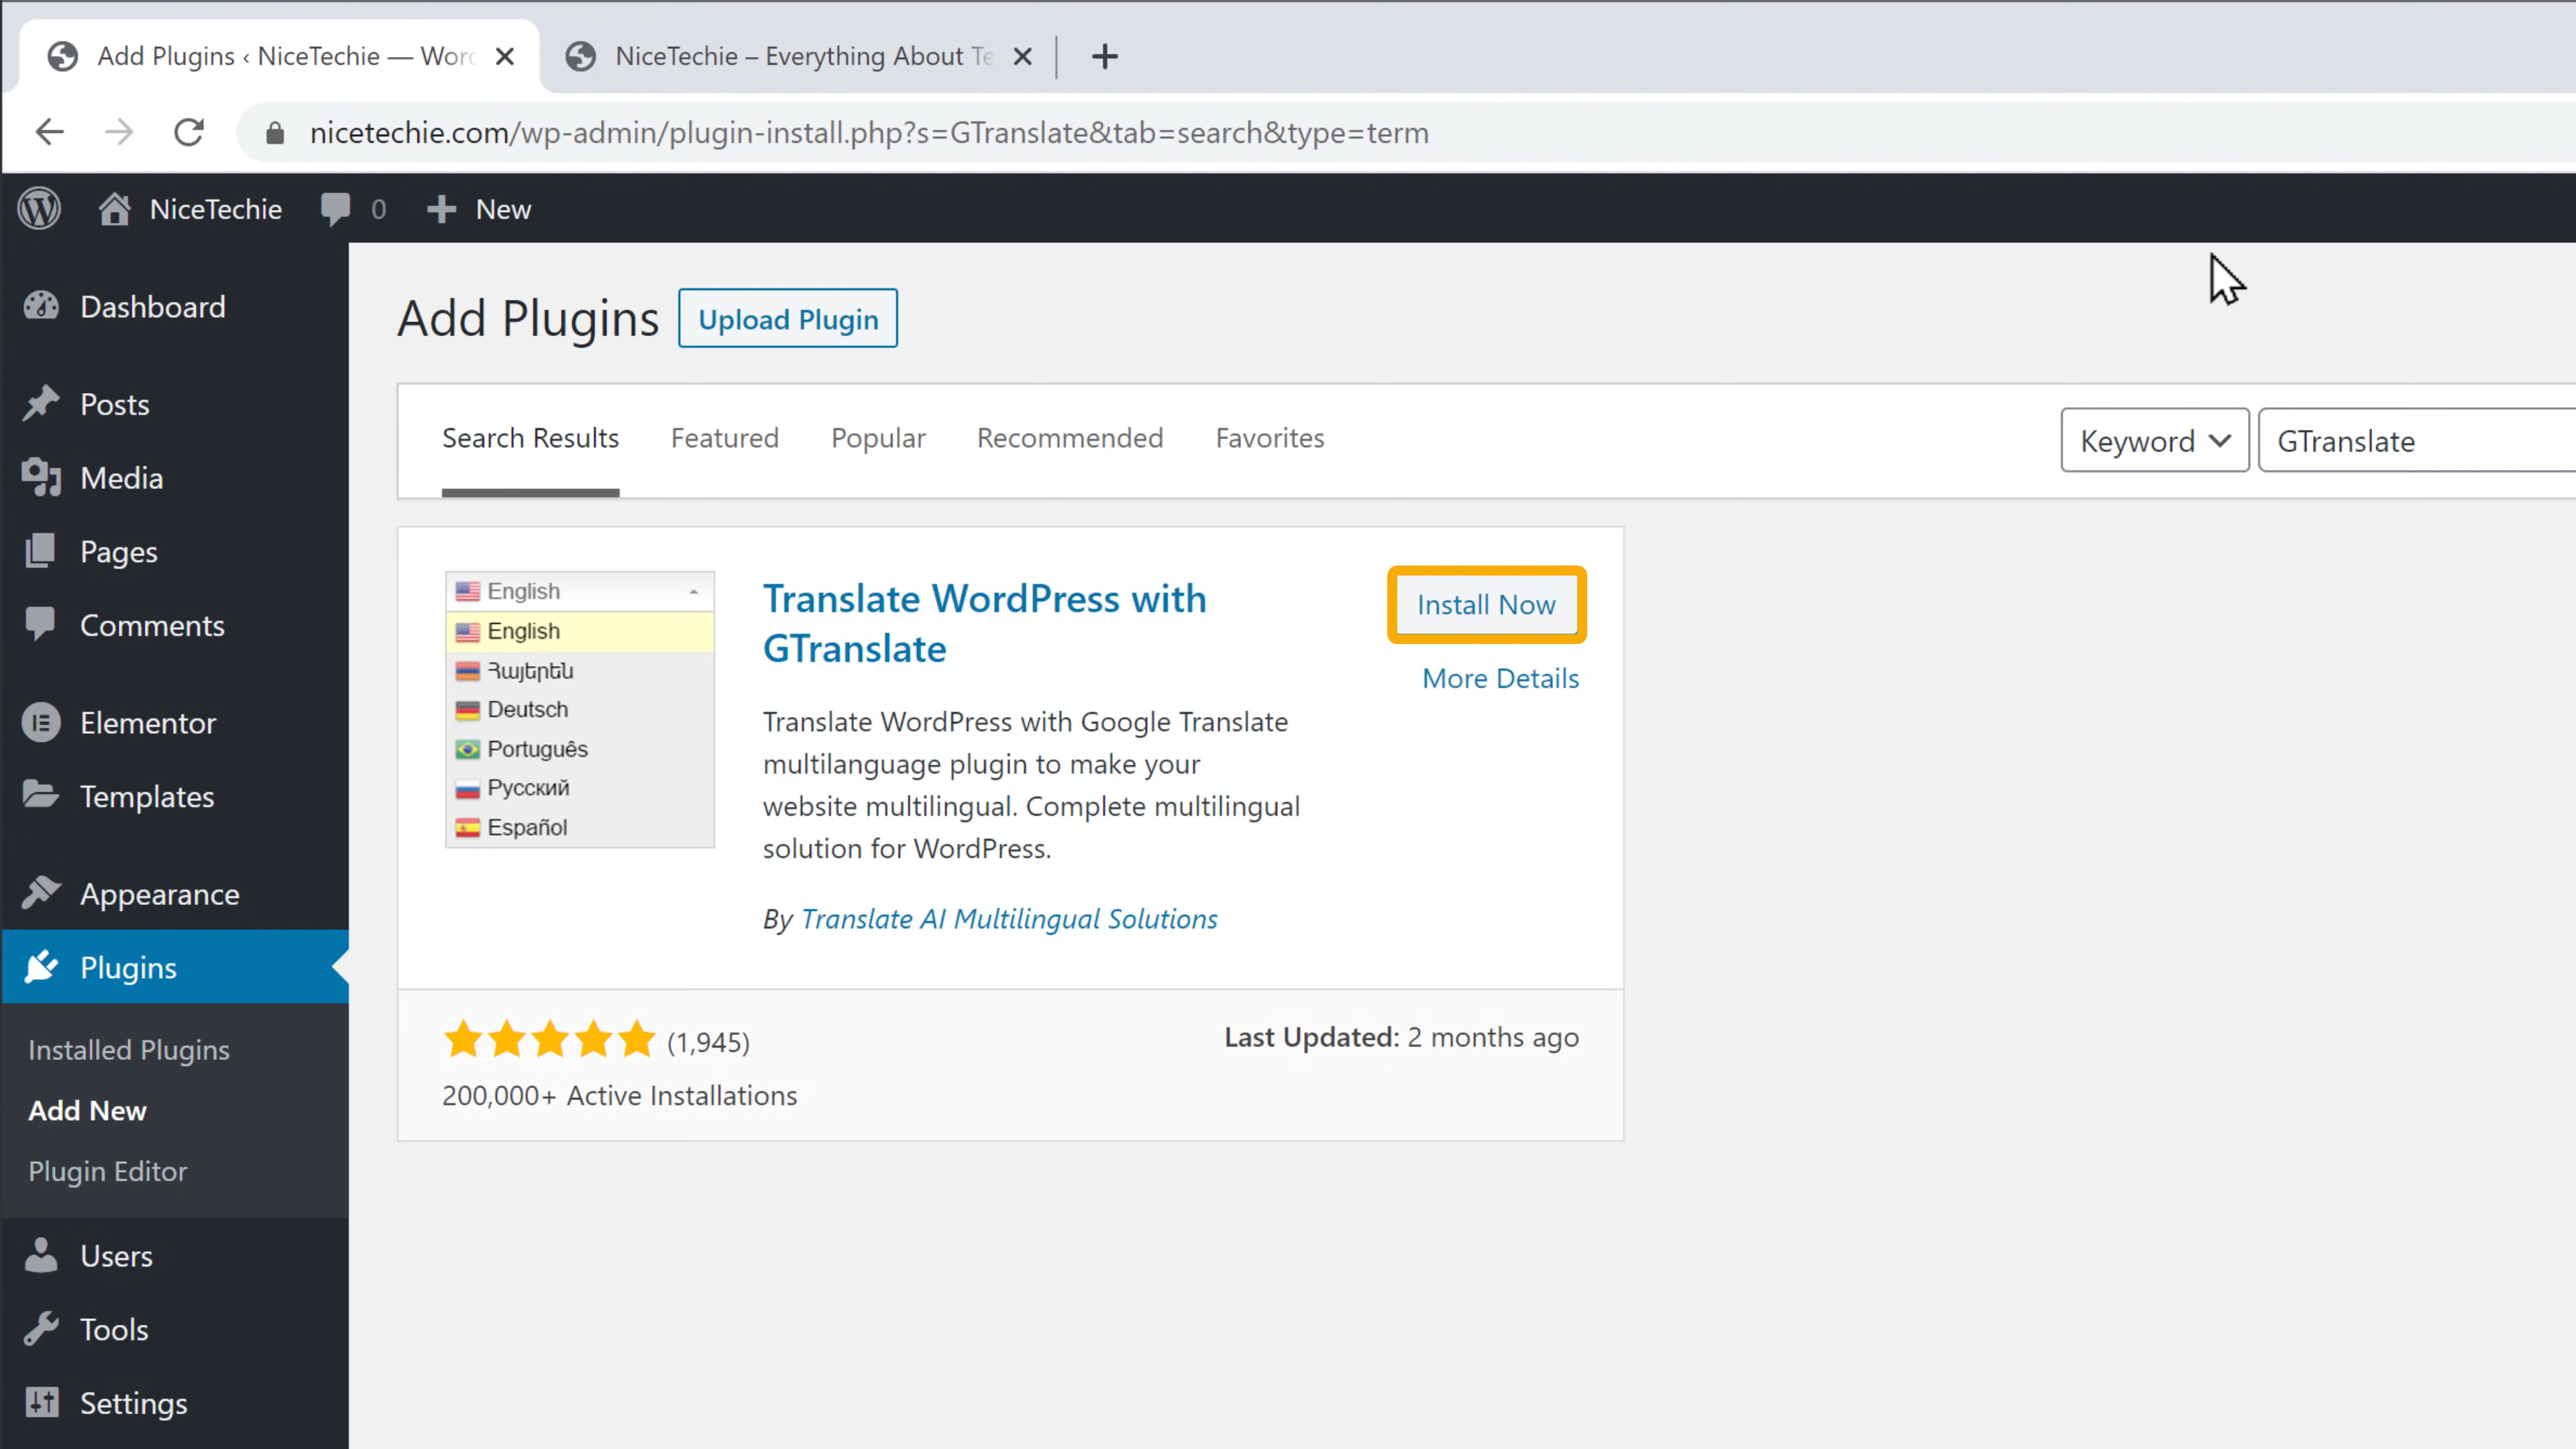 Add Plugins ‹ NiceTechie — Word
NiceTechie – Everything About Te
nicetechie.com/wp-admin/plugin-install.php?s=GTranslate&tab=search&type=term
NiceTechie 0 New
Dashboard
Posts
Media
Pages
Comments
Elementor
Templates
Appearance
Plugins
Installed Plugins
Add New
Plugin Editor
Users
Tools
Settings
Add Plugins
Upload Plugin
Search Results Featured Popular Recommended Favorites
Keyword
GTranslate
English
English
Հայերեն
Deutsch
Português
Русский
Español
Translate WordPress with
GTranslate
Install Now
More Details
Translate WordPress with Google Translate
multilanguage plugin to make your
website multilingual. Complete multilingual
solution for WordPress.
By Translate AI Multilingual Solutions
(1,945)
200,000+ Active Installations
Last Updated: 2 months ago